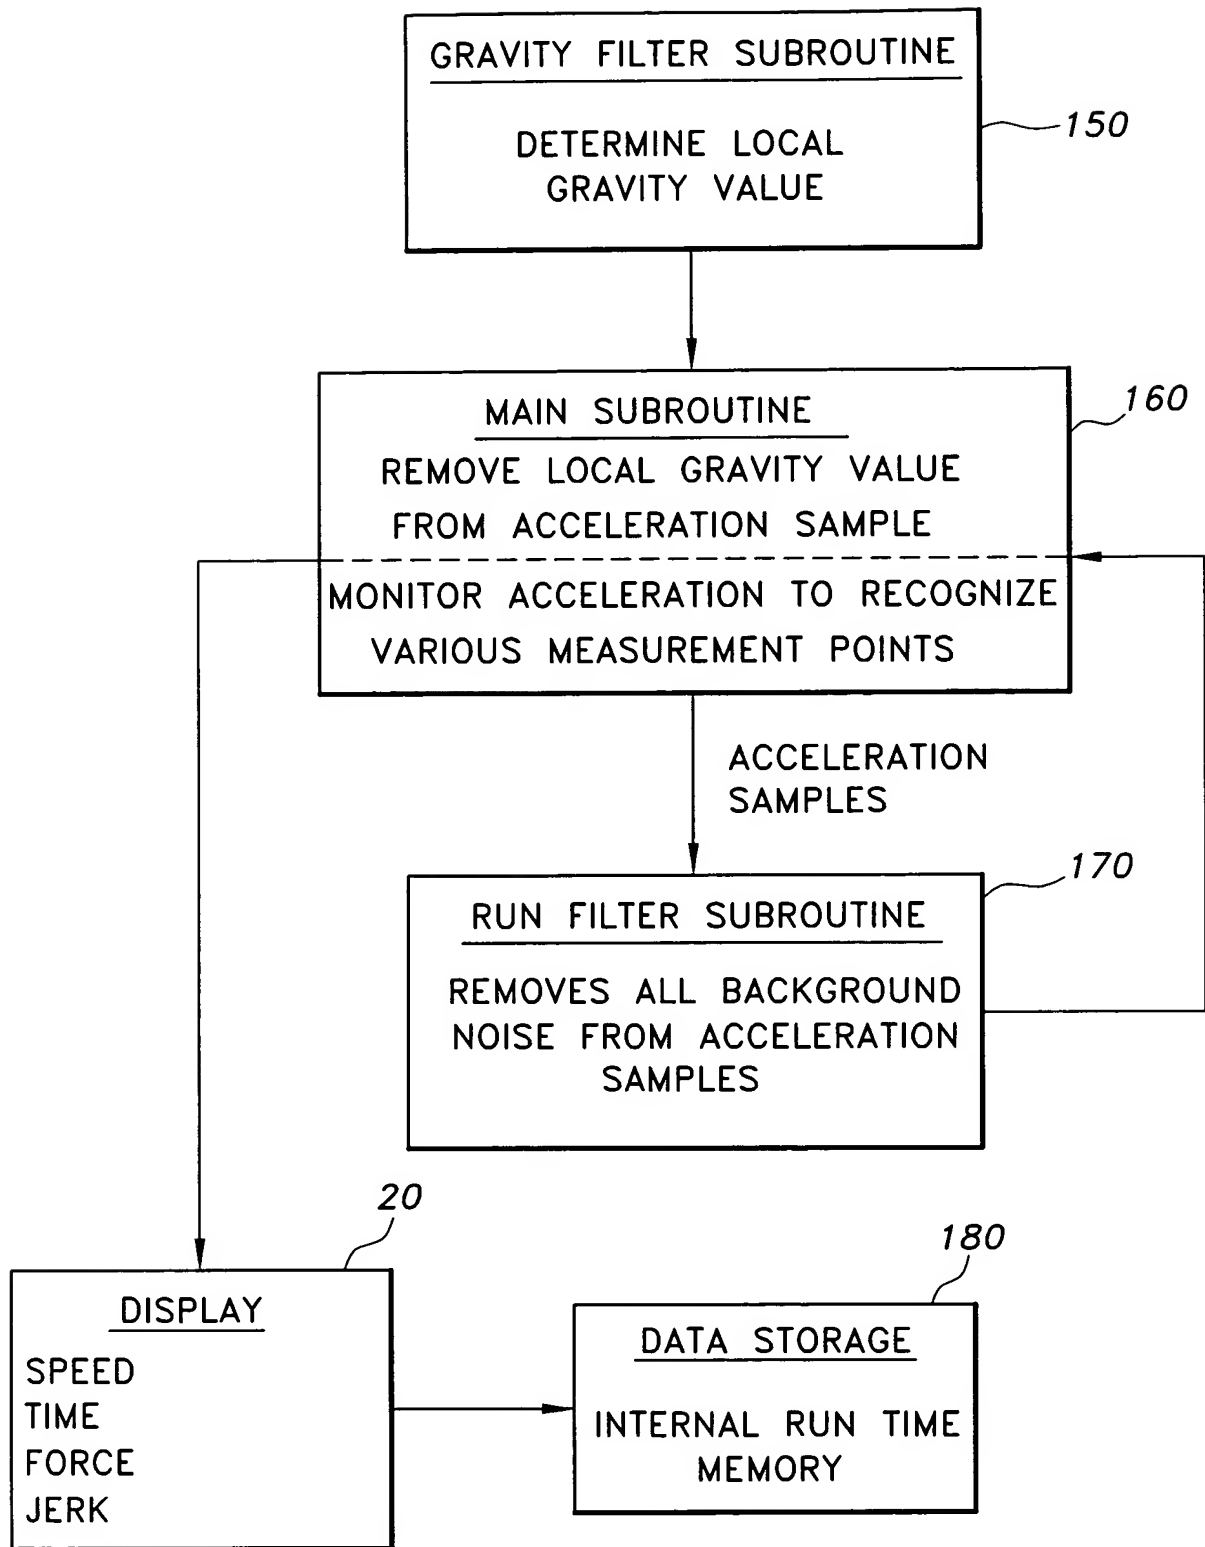 GRAVITY FILTER SUBROUTINE
DETERMINE LOCAL
GRAVITY VALUE
150
MAIN SUBROUTINE
REMOVE LOCAL GRAVITY VALUE
FROM ACCELERATION SAMPLE
MONITOR ACCELERATION TO RECOGNIZE
VARIOUS MEASUREMENT POINTS
160
ACCELERATION
SAMPLES
RUN FILTER SUBROUTINE
REMOVES ALL BACKGROUND
NOISE FROM ACCELERATION
SAMPLES
170
20
DISPLAY
SPEED
TIME
FORCE
JERK
180
DATA STORAGE
INTERNAL RUN TIME
MEMORY